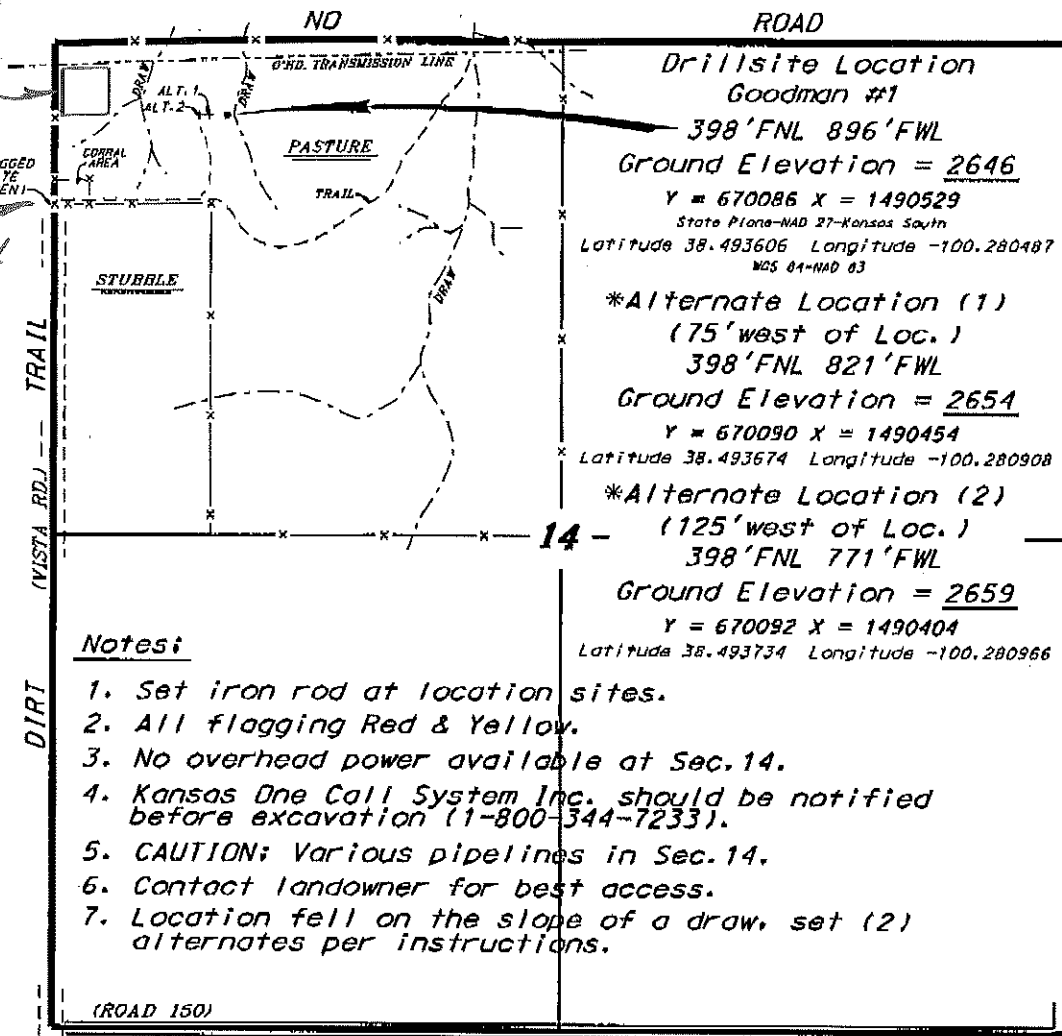 NO
ROAD
O'HD. TRANSMISSION LINE
DRAW
DRAW
ALT. 1
ALT. 2
PASTURE
CORRAL
AREA
TRAIL
STUBBLE
DRAW
(VISTA RD.) -- TRAIL
DIRT
14
Drillsite Location
Goodman #1
398'FNL 896'FWL
Ground Elevation = 2646
Y = 670086 X = 1490529
State Plane-NAD 27-Kansas South
Latitude 38.493606 Longitude -100.280487
WGS 84-NAD 83
*Alternate Location (1)
(75'west of Loc.)
398'FNL 821'FWL
Ground Elevation = 2654
Y = 670090 X = 1490454
Latitude 38.493674 Longitude -100.280908
*Alternate Location (2)
(125'west of Loc.)
398'FNL 771'FWL
Ground Elevation = 2659
Y = 670092 X = 1490404
Latitude 38.493734 Longitude -100.280966
Notes:
1. Set iron rod at location sites.
2. All flagging Red & Yellow.
3. No overhead power available at Sec.14.
4. Kansas One Call System Inc. should be notified
before excavation (1-800-344-7233).
5. CAUTION: Various pipelines in Sec.14.
6. Contact landowner for best access.
7. Location fell on the slope of a draw, set (2)
alternates per instructions.
(ROAD 150)